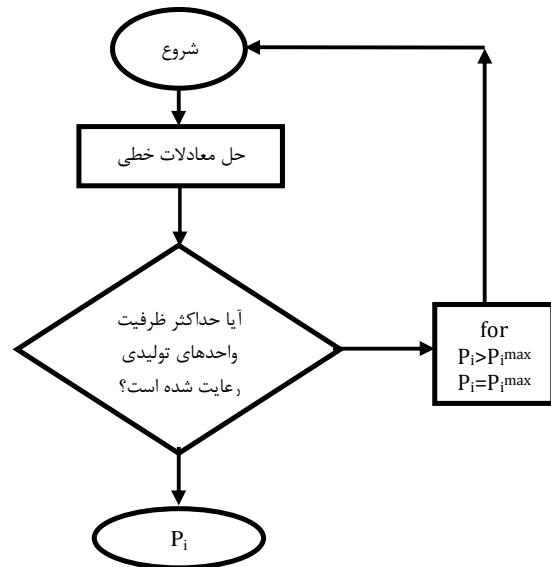 شروع
حل معادلات خطی
آیا حداکثر ظرفیت
واحدهای تولیدی
رعایت شده است؟
for
Pᵢ>Pᵢᵐᵃˣ
Pᵢ=Pᵢᵐᵃˣ
Pᵢ